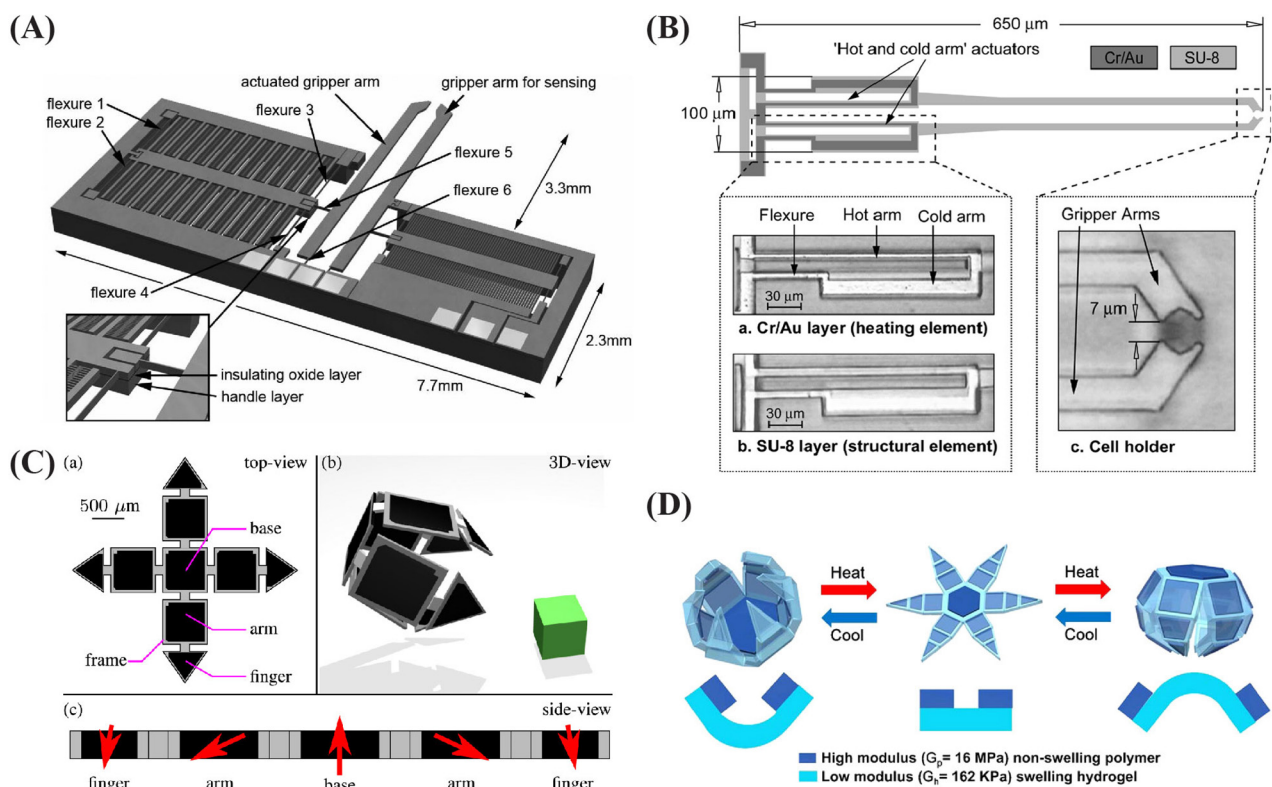 (A)
actuated gripper arm
gripper arm for sensing
flexure 1
flexure 2
flexure 3
flexure 5
flexure 6
flexure 4
3.3mm
2.3mm
7.7mm
insulating oxide layer
handle layer
(B)
650 µm
'Hot and cold arm' actuators
Cr/Au
SU-8
100 µm
Flexure
Hot arm
Cold arm
30 µm
a. Cr/Au layer (heating element)
30 µm
b. SU-8 layer (structural element)
Gripper Arms
7 µm
c. Cell holder
(C)
(a)
top-view
500 µm
base
arm
frame
finger
(b)
3D-view
(c)
side-view
finger
arm
base
arm
finger
(D)
Heat
Cool
Heat
Cool
High modulus (Gp= 16 MPa) non-swelling polymer
Low modulus (Gh= 162 KPa) swelling hydrogel